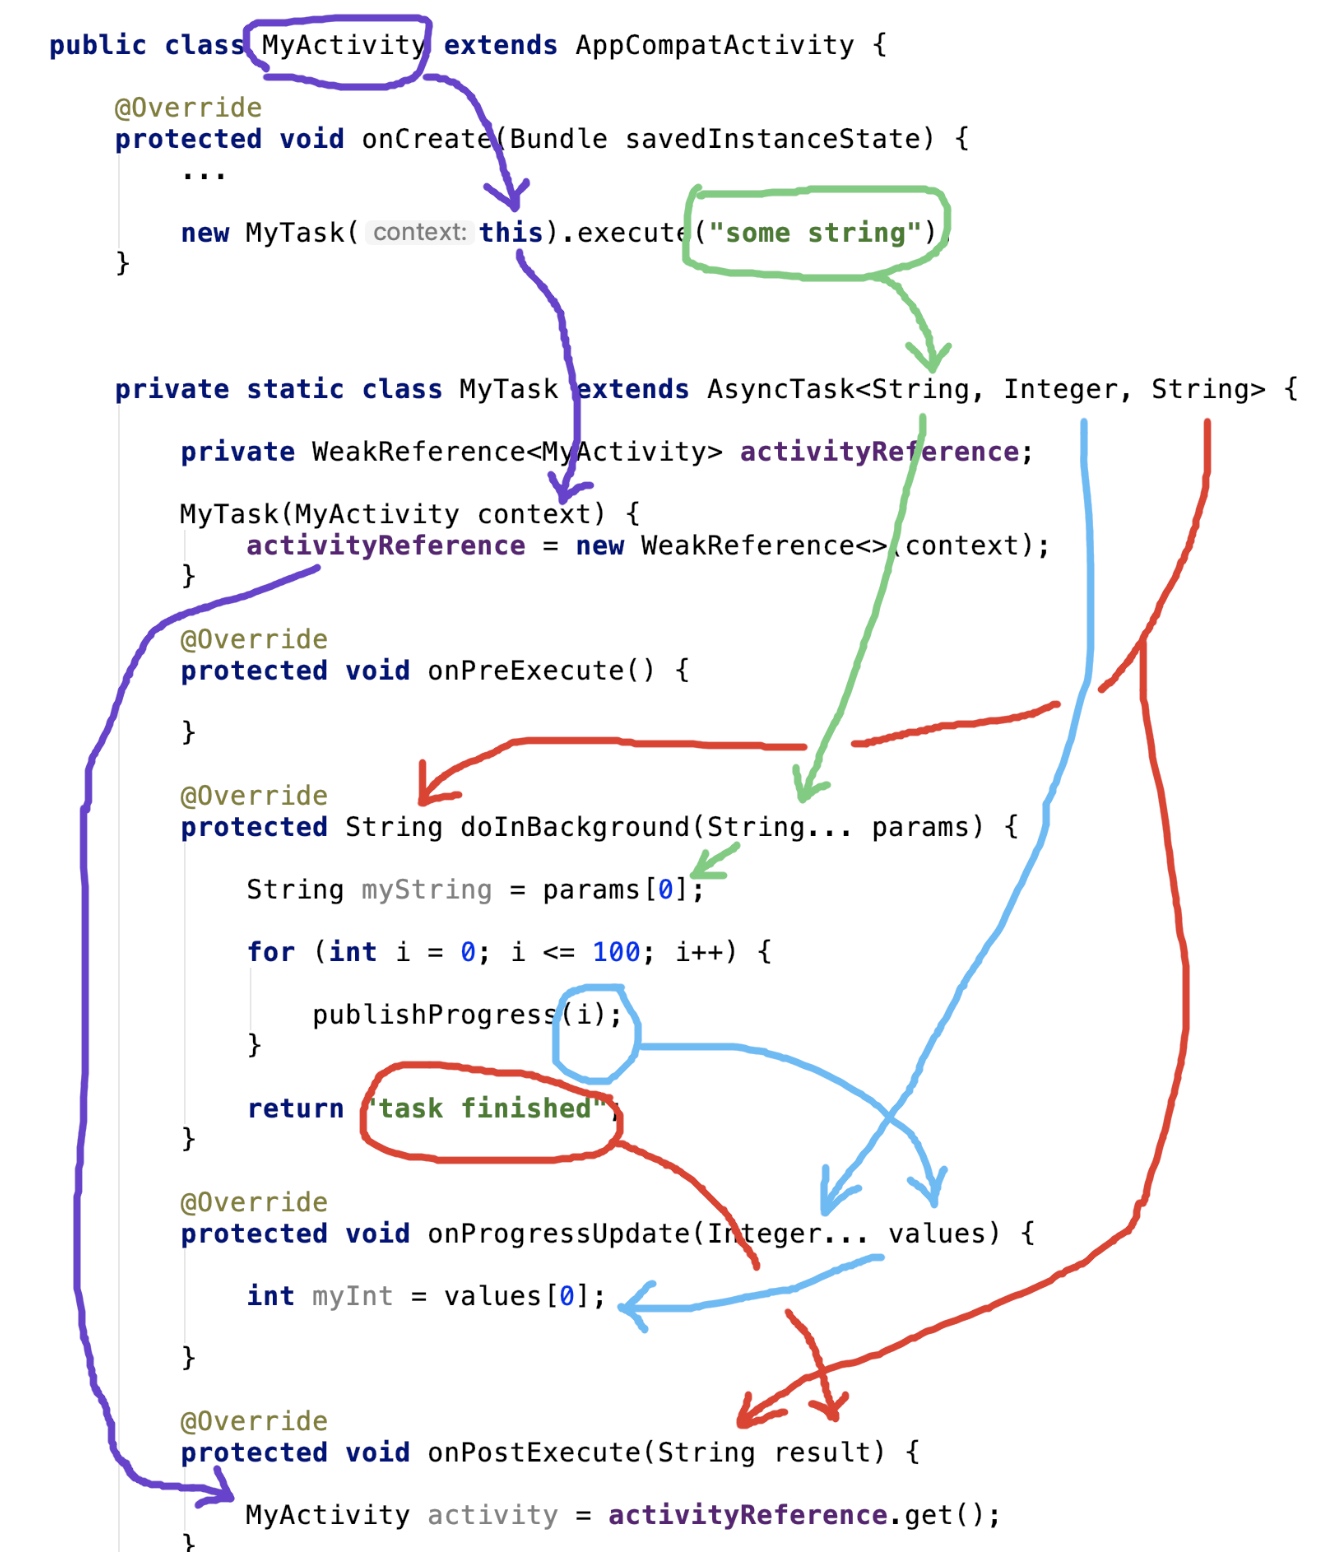 public class MyActivity extends AppCompatActivity {
@Override
protected void onCreate(Bundle savedInstanceState) {
...
new MyTask( context: this).execute("some string");
}
private static class MyTask extends AsyncTask<String, Integer, String> {
private WeakReference<MyActivity> activityReference;
MyTask(MyActivity context) {
activityReference = new WeakReference<>(context);
}
@Override
protected void onPreExecute() {
}
@Override
protected String doInBackground(String... params) {
String myString = params[0];
for (int i = 0; i <= 100; i++) {
publishProgress(i);
}
return "task finished";
}
@Override
protected void onProgressUpdate(Integer... values) {
int myInt = values[0];
}
@Override
protected void onPostExecute(String result) {
MyActivity activity = activityReference.get();
}